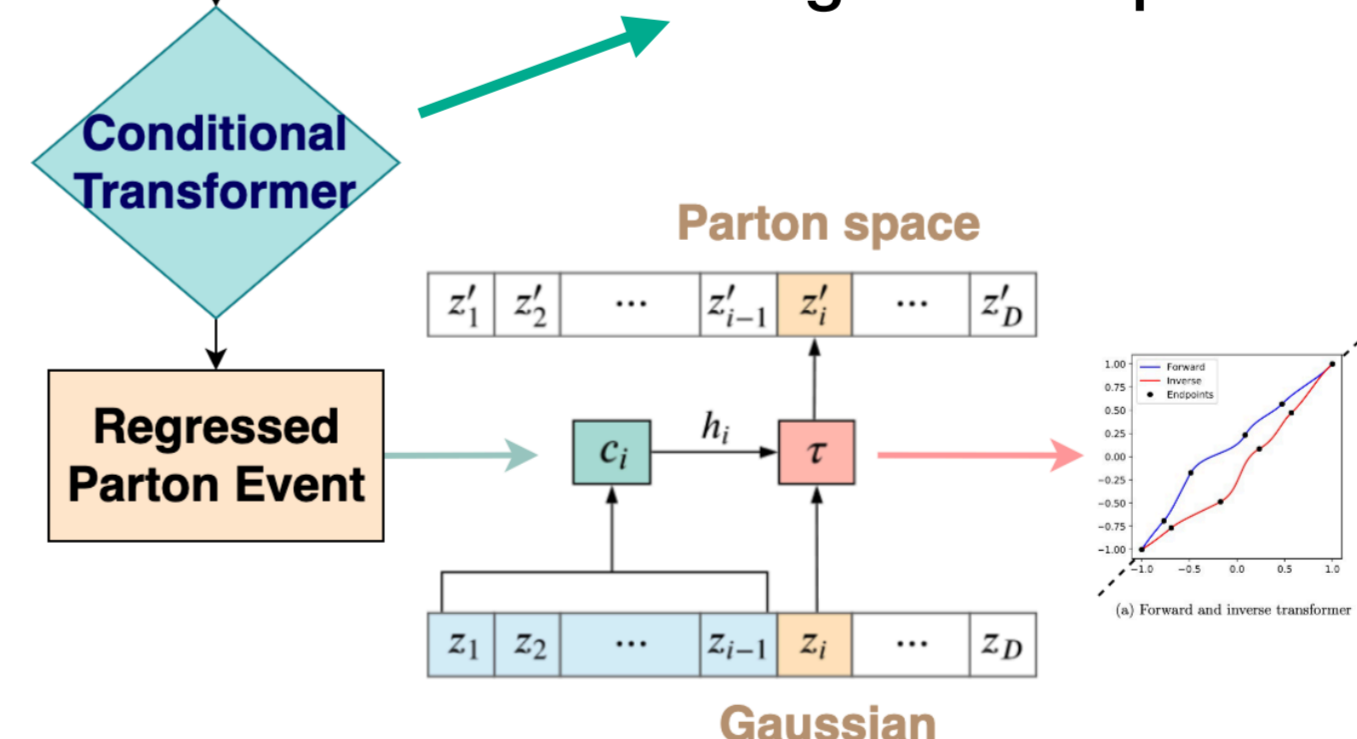 Conditional
Transformer
Parton space
z′₁ z′₂ ... z′ᵢ₋₁ z′ᵢ ... z′D
Regressed
Parton Event
cᵢ hᵢ τ
z₁ z₂ ... zᵢ₋₁ zᵢ ... zD
Gaussian
Forward
Inverse
Endpoints
1.00
0.75
0.50
0.25
0.00
−0.25
−0.50
−0.75
−1.00
−1.0 −0.5 0.0 0.5 1.0
(a) Forward and inverse transformer